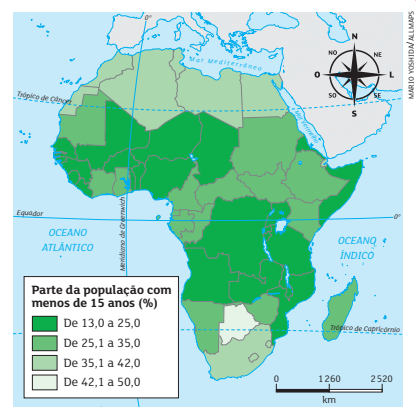 MARIO YOSHIDA/ALLMAPS
0°
N
NO
NE
O
L
SO
SE
S
Mar Mediterrâneo
Trópico de Câncer
Mar Vermelho
Equador
0°
OCEANO
ATLÂNTICO
Meridiano de Greenwich
OCEANO
ÍNDICO
Trópico de Capricórnio
Parte da população com
menos de 15 anos (%)
De 13,0 a 25,0
De 25,1 a 35,0
De 35,1 a 42,0
De 42,1 a 50,0
0 1260 2520
km